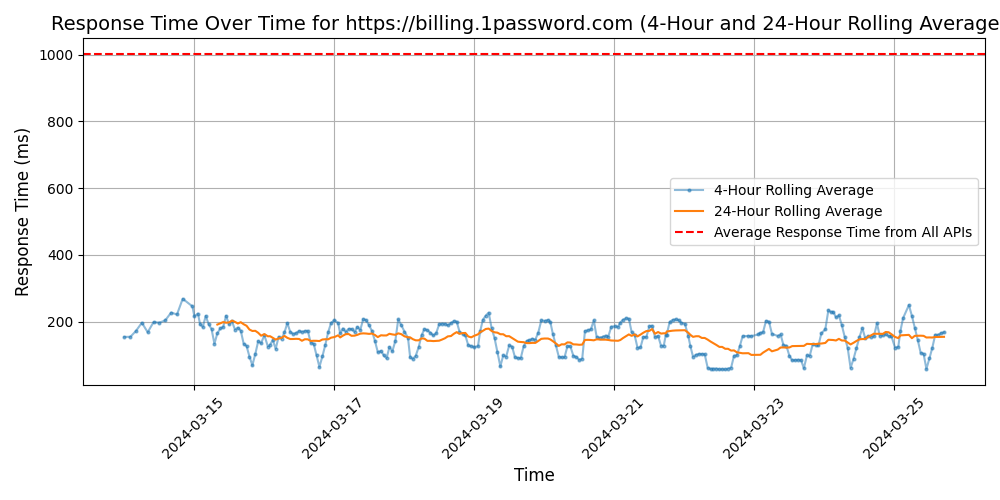 Response Time Over Time for https://billing.1password.com (4-Hour and 24-Hour Rolling Average
1000
800
600
400
200
Response Time (ms)
4-Hour Rolling Average
24-Hour Rolling Average
Average Response Time from All APIs
2024-03-15
2024-03-17
2024-03-19
2024-03-21
2024-03-23
2024-03-25
Time